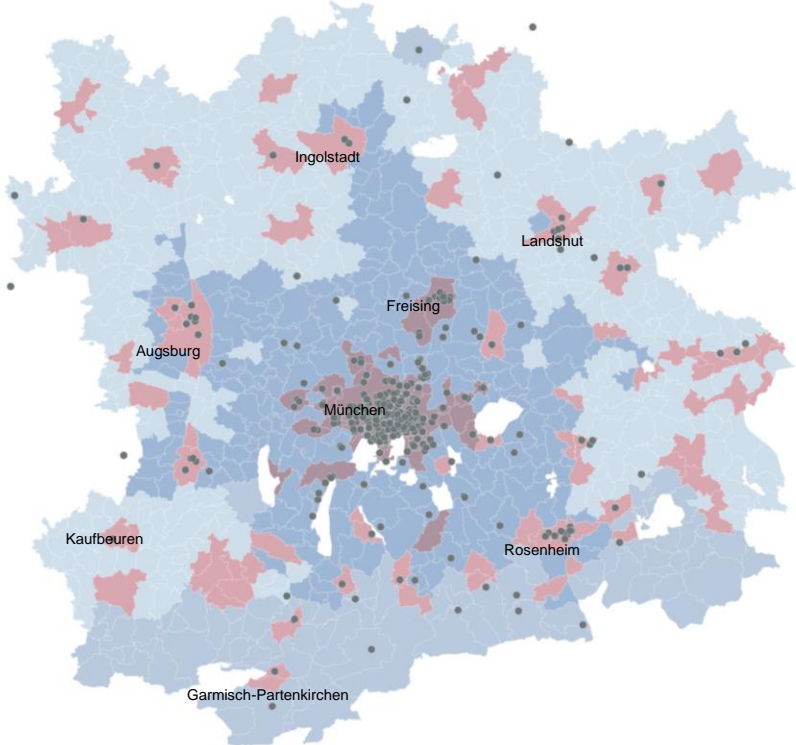 Ingolstadt
Landshut
Freising
Augsburg
München
Kaufbeuren
Rosenheim
Garmisch-Partenkirchen